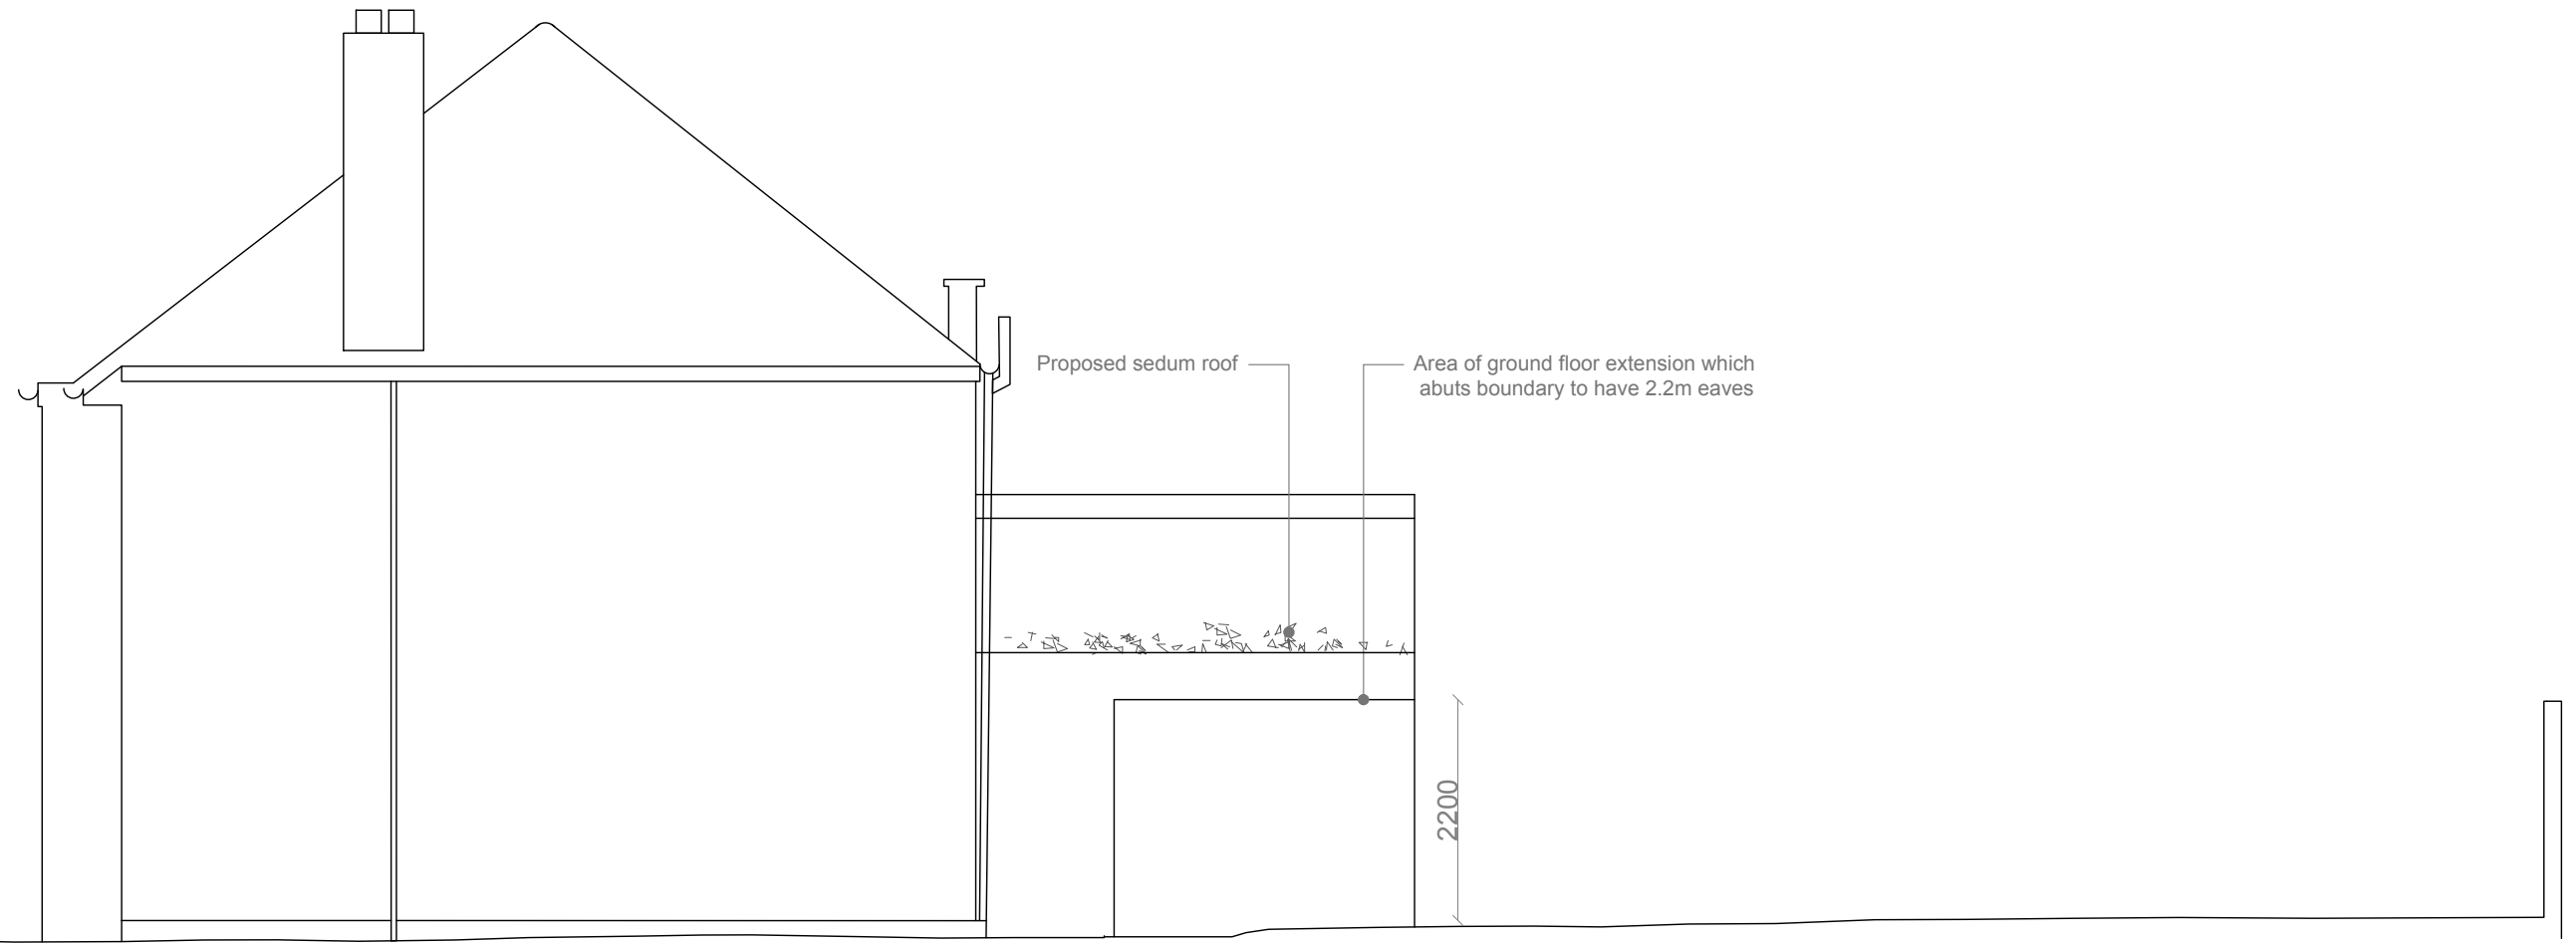 Proposed sedum roof
Area of ground floor extension which
abuts boundary to have 2.2m eaves
2200